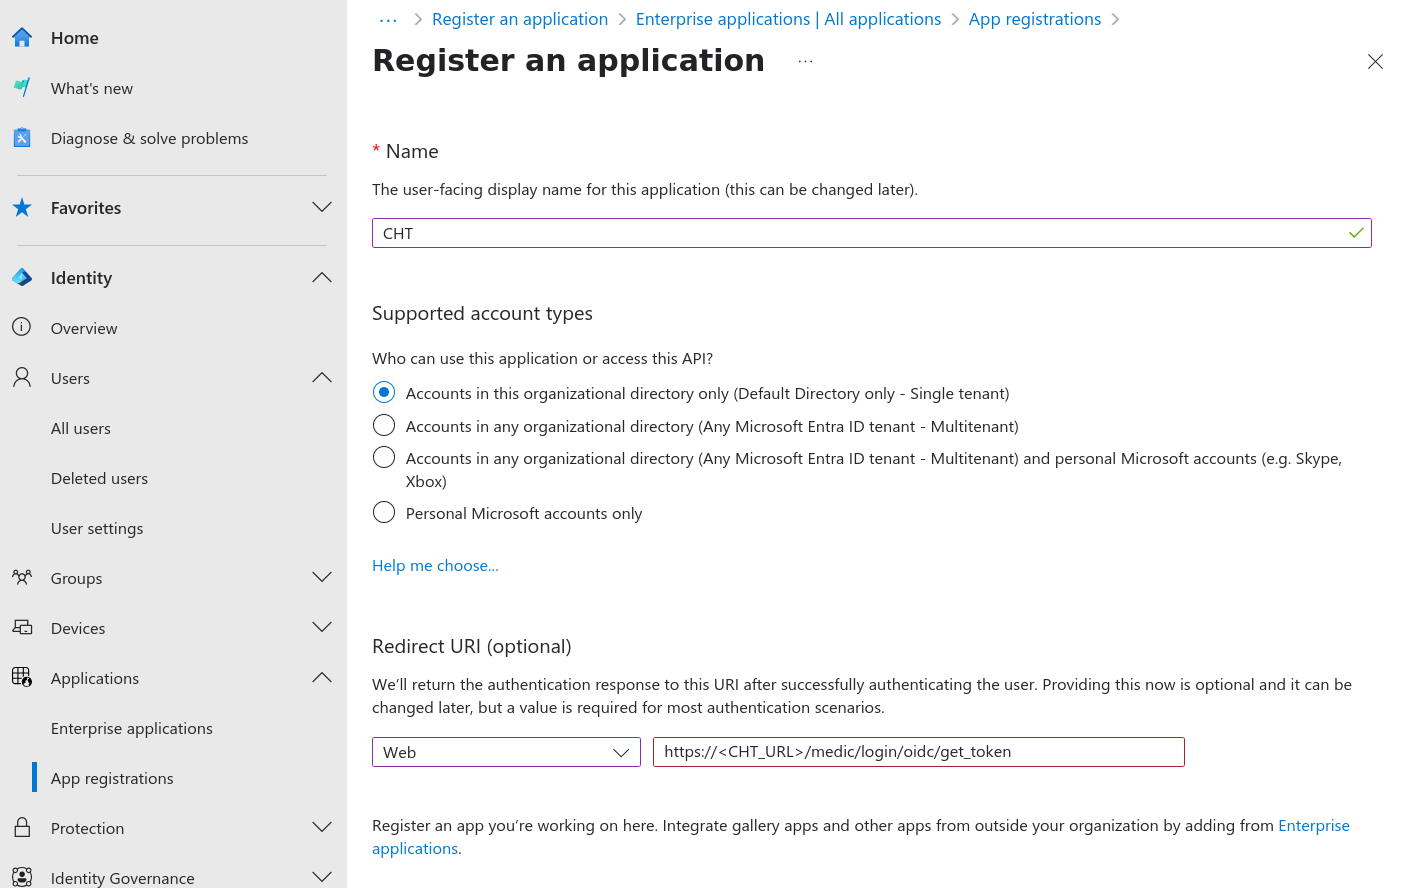 Home
What's new
Diagnose & solve problems
Favorites
Identity
Overview
Users
All users
Deleted users
User settings
Groups
Devices
Applications
Enterprise applications
App registrations
Protection
Identity Governance
... > Register an application > Enterprise applications | All applications > App registrations >
Register an application ...
* Name
The user-facing display name for this application (this can be changed later).
CHT
Supported account types
Who can use this application or access this API?
Accounts in this organizational directory only (Default Directory only - Single tenant)
Accounts in any organizational directory (Any Microsoft Entra ID tenant - Multitenant)
Accounts in any organizational directory (Any Microsoft Entra ID tenant - Multitenant) and personal Microsoft accounts (e.g. Skype,
Xbox)
Personal Microsoft accounts only
Help me choose...
Redirect URI (optional)
We’ll return the authentication response to this URI after successfully authenticating the user. Providing this now is optional and it can be
changed later, but a value is required for most authentication scenarios.
Web
https://<CHT_URL>/medic/login/oidc/get_token
Register an app you’re working on here. Integrate gallery apps and other apps from outside your organization by adding from Enterprise
applications.